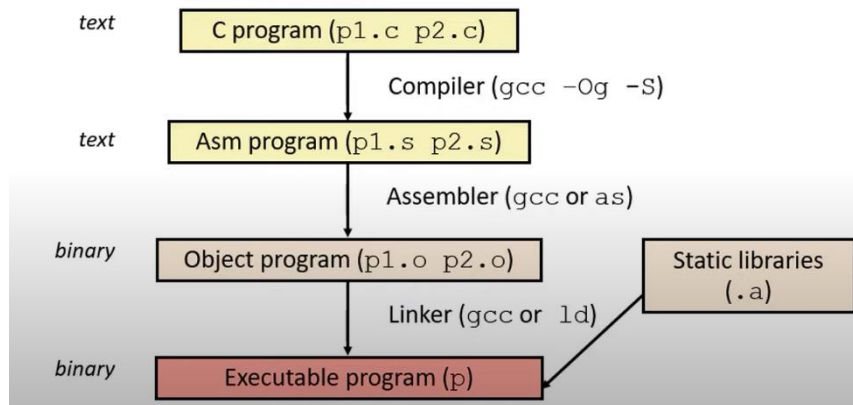 text
C program (p1.c p2.c)
Compiler (gcc –Og -S)
text
Asm program (p1.s p2.s)
Assembler (gcc or as)
binary
Object program (p1.o p2.o)
Static libraries
(.a)
Linker (gcc or ld)
binary
Executable program (p)